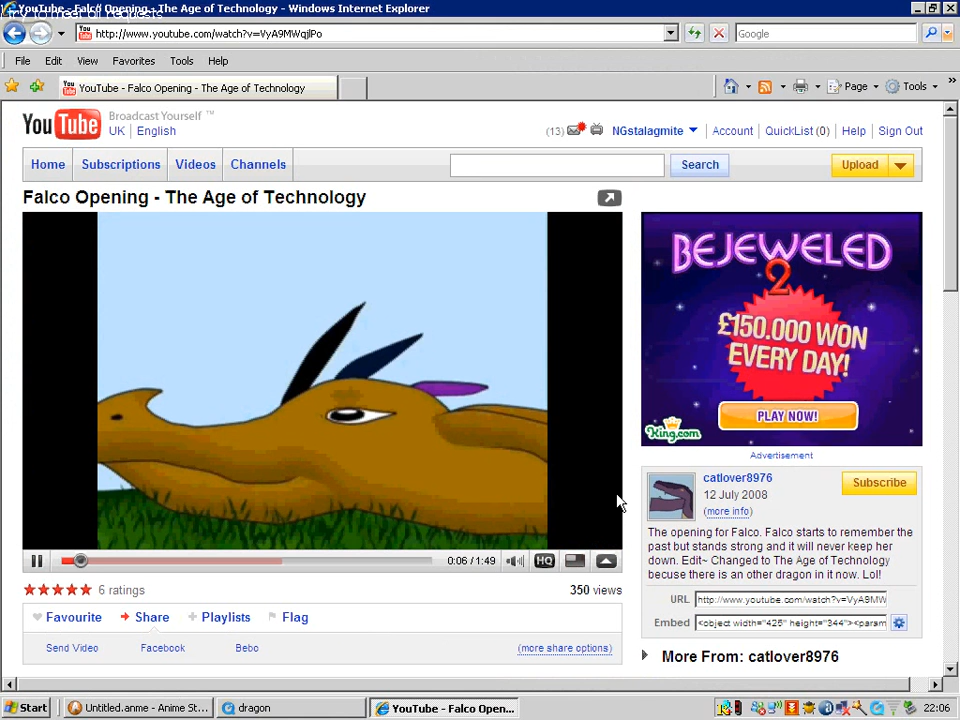 YouTube - Falco Opening - The Age of Technology - Windows Internet Explorer
http://www.youtube.com/watch?v=VyA9MWqjlPo
Google
File Edit View Favorites Tools Help
YouTube - Falco Opening - The Age of Technology
Page Tools
YouTube
Broadcast Yourself ™
UK English
(13) NGstalagmite Account QuickList (0) Help Sign Out
Home Subscriptions Videos Channels
Search
Upload
Falco Opening - The Age of Technology
BEJEWELED
2
£150.000 WON
EVERY DAY!
PLAY NOW!
King.com
Advertisement
catlover8976
12 July 2008
(more info)
Subscribe
The opening for Falco. Falco starts to remember the
past but stands strong and it will never keep her
down. Edit~ Changed to The Age of Technology
becuse there is an other dragon in it now. Lol!
URL http://www.youtube.com/watch?v=VyA9MW
Embed <object width="425" height="344"><param
More From: catlover8976
0:06 / 1:49
HQ
6 ratings
350 views
Favourite Share Playlists Flag
Send Video Facebook Bebo (more share options)
Start Untitled.anme - Anime St... dragon YouTube - Falco Open... 22:06